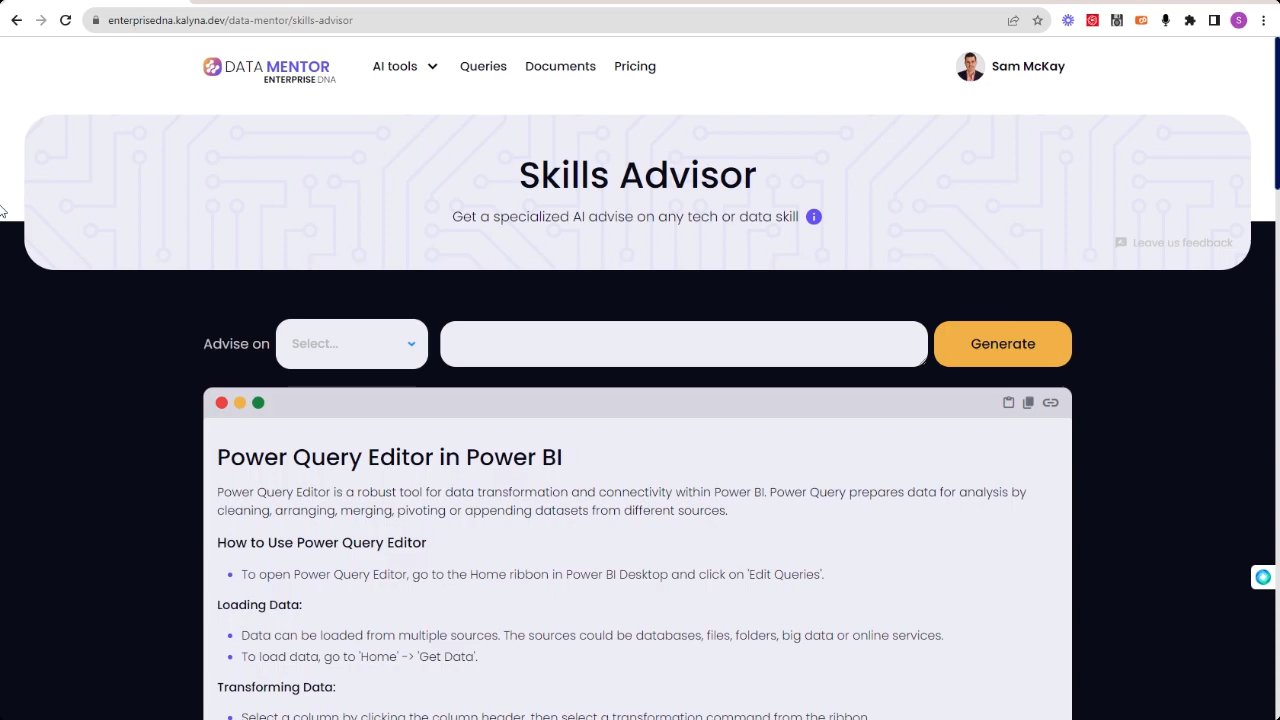 enterprisedna.kalyna.dev/data-mentor/skills-advisor
S
DATA MENTOR
ENTERPRISE DNA
AI tools
Queries
Documents
Pricing
Sam McKay
Skills Advisor
Get a specialized AI advise on any tech or data skill
Leave us feedback
Advise on
Select...
Generate
Power Query Editor in Power BI
Power Query Editor is a robust tool for data transformation and connectivity within Power BI. Power Query prepares data for analysis by
cleaning, arranging, merging, pivoting or appending datasets from different sources.
How to Use Power Query Editor
To open Power Query Editor, go to the Home ribbon in Power BI Desktop and click on 'Edit Queries'.
Loading Data:
Data can be loaded from multiple sources. The sources could be databases, files, folders, big data or online services.
To load data, go to 'Home' -> 'Get Data'.
Transforming Data:
Select a column by clicking the column header, then select a transformation command from the ribbon.